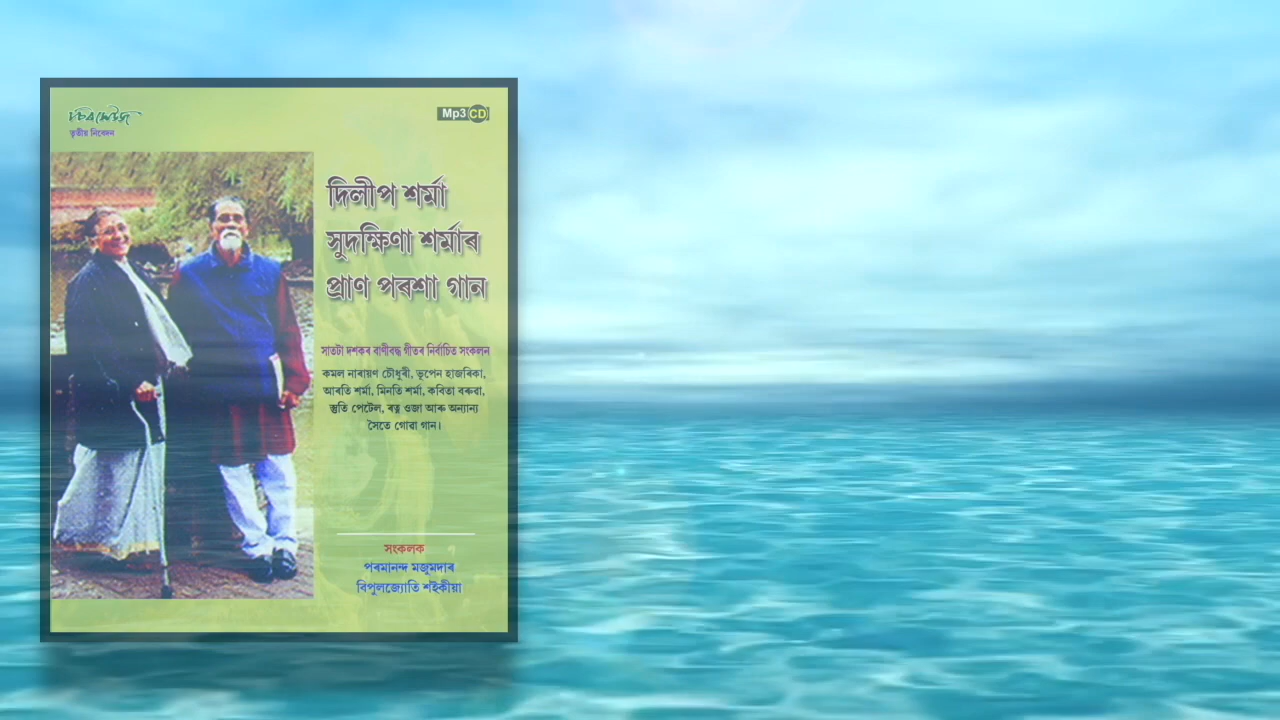 তৃতীয় নিবেদন
Mp3 CD
দিলীপ শৰ্মা
সুদক্ষিণা শৰ্মাৰ
প্ৰাণ পৰশা গান
সাতটা দশকৰ বাণীবদ্ধ গীতৰ নিৰ্বাচিত সংকলন
কমল নাৰায়ণ চৌধুৰী, ভূপেন হাজৰিকা,
আৰতি শৰ্মা, মিনতি শৰ্মা, কবিতা বৰুৱা,
স্তুতি পেটেল, ৰত্ন ওজা আৰু অন্যান্য
সৈতে গোৱা গান।
সংকলক
পৰমানন্দ মজুমদাৰ
বিপুলজ্যোতি শইকীয়া